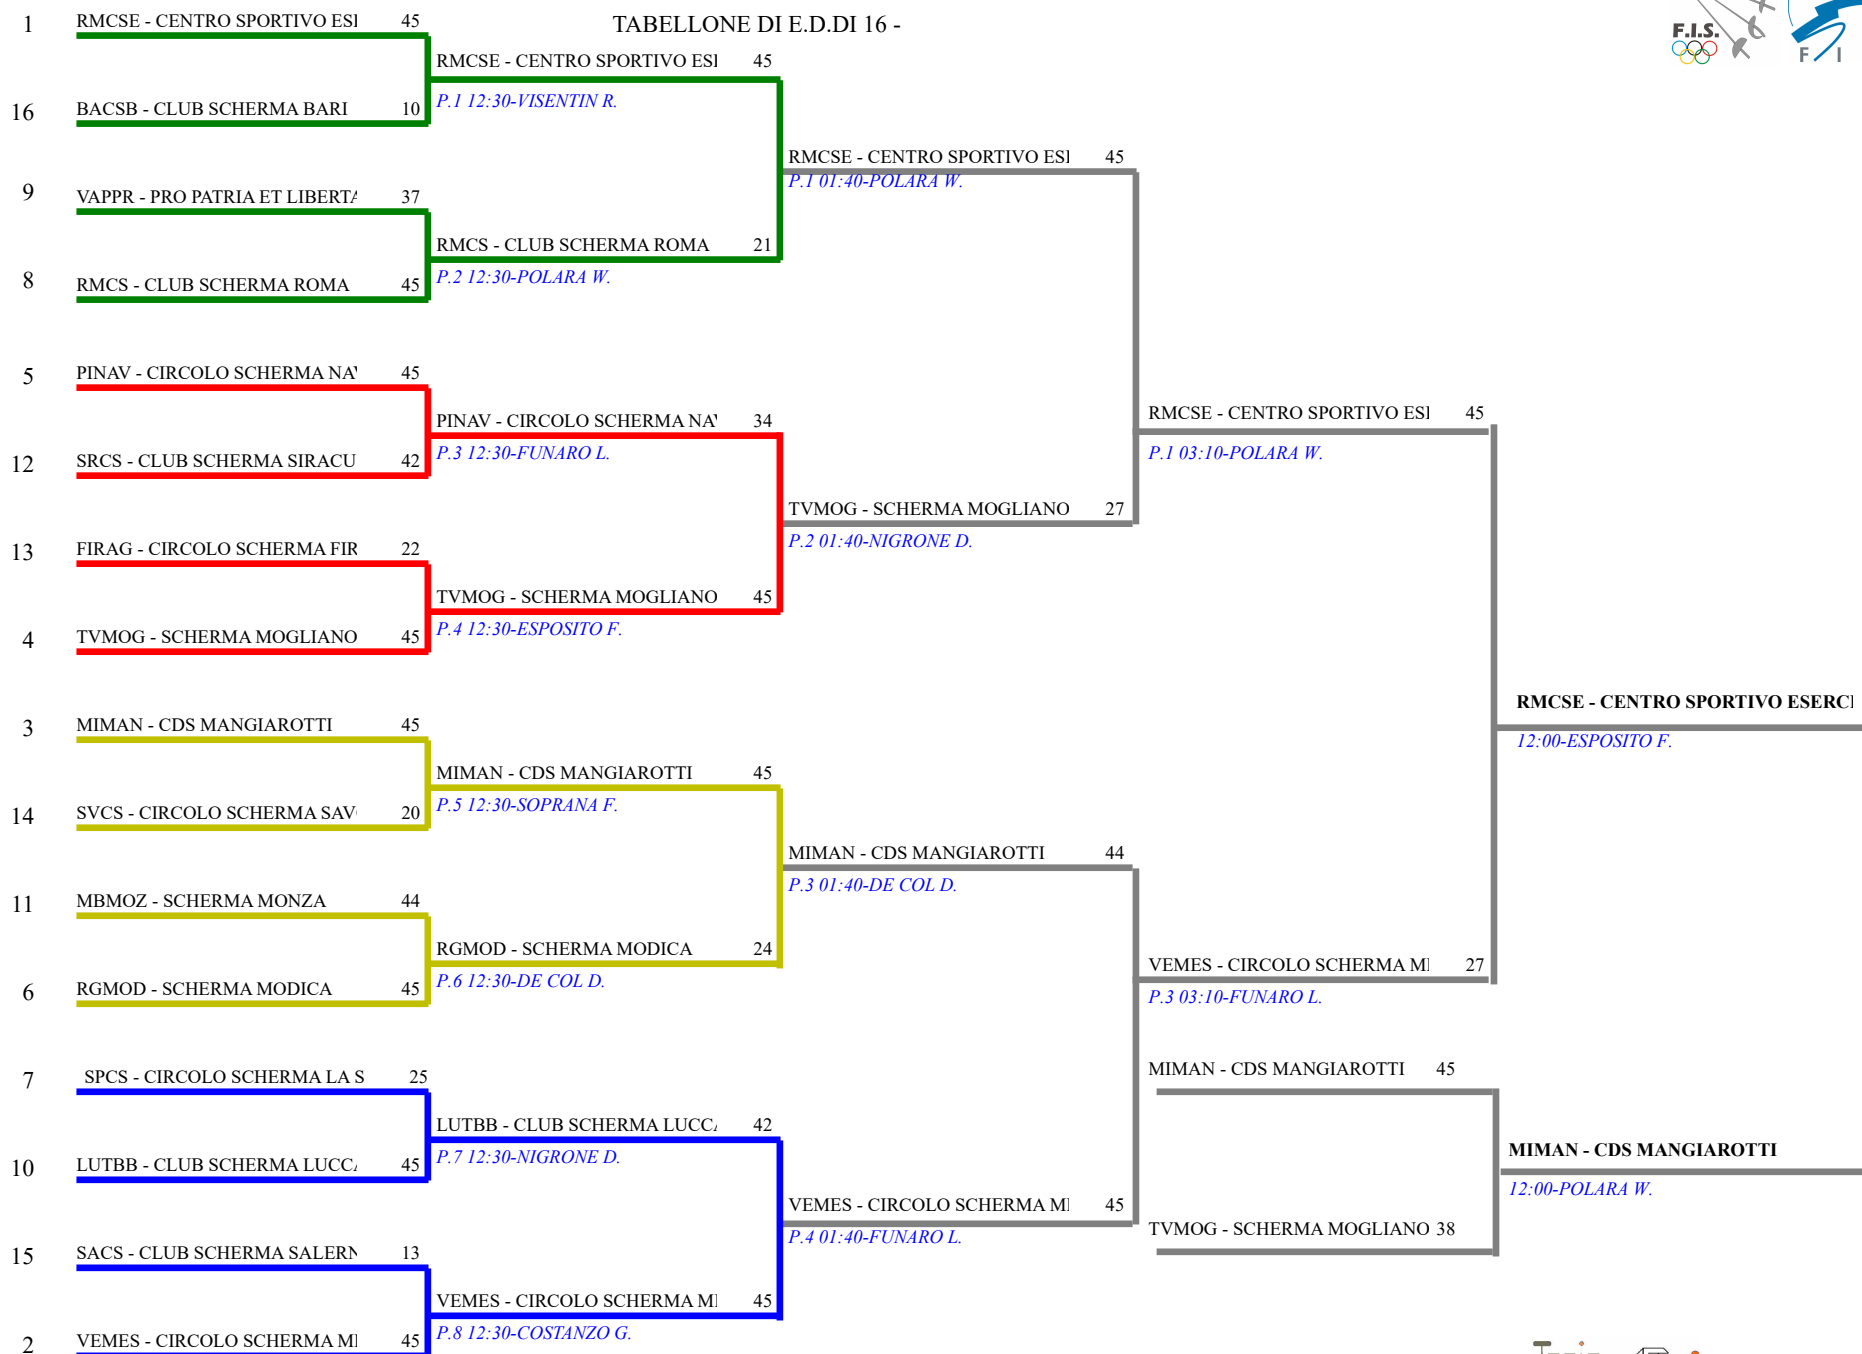 TABELLONE DI E.D.DI 16 -
F.I.S.
F I
1 RMCSE - CENTRO SPORTIVO ESI 45
16 BACSB - CLUB SCHERMA BARI 10
9 VAPPR - PRO PATRIA ET LIBERTA 37
8 RMCS - CLUB SCHERMA ROMA 45
5 PINAV - CIRCOLO SCHERMA NA 45
12 SRCS - CLUB SCHERMA SIRACU 42
13 FIRAG - CIRCOLO SCHERMA FIR 22
4 TVMOG - SCHERMA MOGLIANO 45
3 MIMAN - CDS MANGIAROTTI 45
14 SVCS - CIRCOLO SCHERMA SAV 20
11 MBMOZ - SCHERMA MONZA 44
6 RGMOD - SCHERMA MODICA 45
7 SPCS - CIRCOLO SCHERMA LA S 25
10 LUTBB - CLUB SCHERMA LUCCA 45
15 SACS - CLUB SCHERMA SALERN 13
2 VEMES - CIRCOLO SCHERMA MI 45
RMCSE - CENTRO SPORTIVO ESI 45
P.1 12:30-VISENTIN R.
RMCS - CLUB SCHERMA ROMA 21
P.2 12:30-POLARA W.
PINAV - CIRCOLO SCHERMA NA 34
P.3 12:30-FUNARO L.
TVMOG - SCHERMA MOGLIANO 45
P.4 12:30-ESPOSITO F.
MIMAN - CDS MANGIAROTTI 45
P.5 12:30-SOPRANA F.
RGMOD - SCHERMA MODICA 24
P.6 12:30-DE COL D.
LUTBB - CLUB SCHERMA LUCCA 42
P.7 12:30-NIGRONE D.
VEMES - CIRCOLO SCHERMA MI 45
P.8 12:30-COSTANZO G.
RMCSE - CENTRO SPORTIVO ESI 45
P.1 01:40-POLARA W.
TVMOG - SCHERMA MOGLIANO 27
P.2 01:40-NIGRONE D.
MIMAN - CDS MANGIAROTTI 44
P.3 01:40-DE COL D.
VEMES - CIRCOLO SCHERMA MI 45
P.4 01:40-FUNARO L.
RMCSE - CENTRO SPORTIVO ESI 45
P.1 03:10-POLARA W.
VEMES - CIRCOLO SCHERMA MI 27
P.3 03:10-FUNARO L.
MIMAN - CDS MANGIAROTTI 45
TVMOG - SCHERMA MOGLIANO 38
RMCSE - CENTRO SPORTIVO ESERCI
12:00-ESPOSITO F.
MIMAN - CDS MANGIAROTTI
12:00-POLARA W.